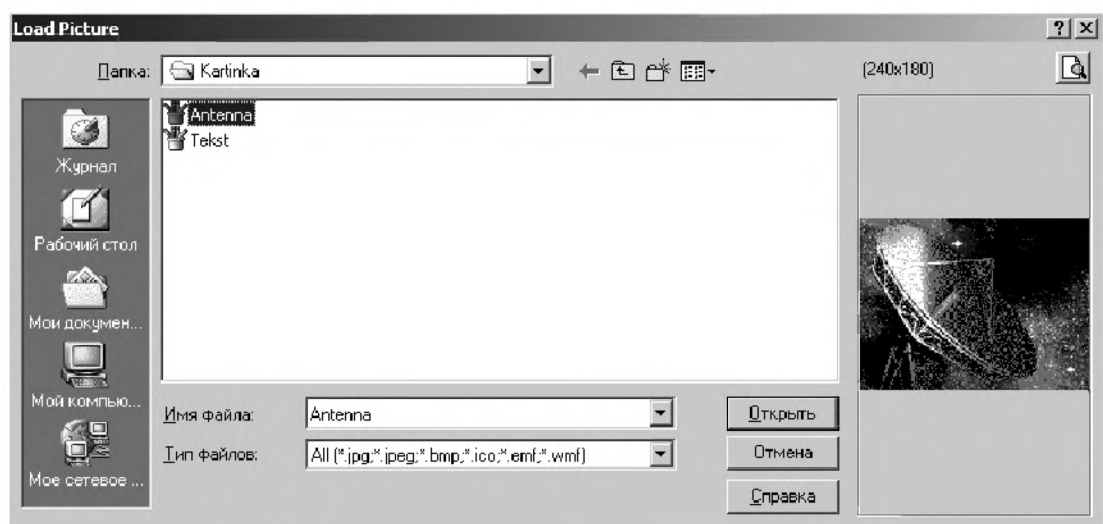 Load Picture
Папка: Kartinka (240x180)
Antenna
Tekst
Журнал
Рабочий стол
Мои докумен...
Мой компью...
Мое сетевое ...
Имя файла: Antenna Открыть
Тип файлов: All (*.jpg;*.jpeg;*.bmp;*.ico;*.emf;*.wmf) Отмена
Справка